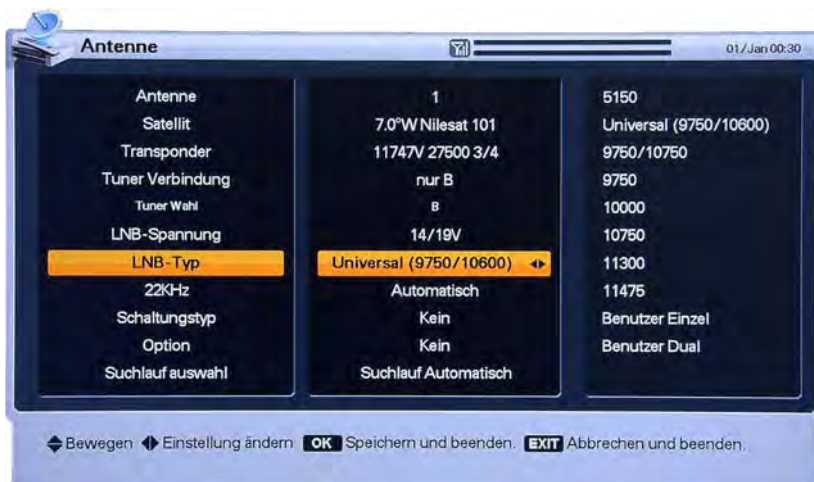 Antenne
01/Jan 00:30
Antenne 1 5150
Satellit 7.0°W Nilesat 101 Universal (9750/10600)
Transponder 11747V 27500 3/4 9750/10750
Tuner Verbindung nur B 9750
Tuner Wahl B 10000
LNB-Spannung 14/19V 10750
LNB-Typ Universal (9750/10600) 11300
22KHz Automatisch 11475
Schaltungstyp Kein Benutzer Einzel
Option Kein Benutzer Dual
Suchlauf auswahl Suchlauf Automatisch
Bewegen Einstellung ändern OK Speichern und beenden. EXIT Abbrechen und beenden.